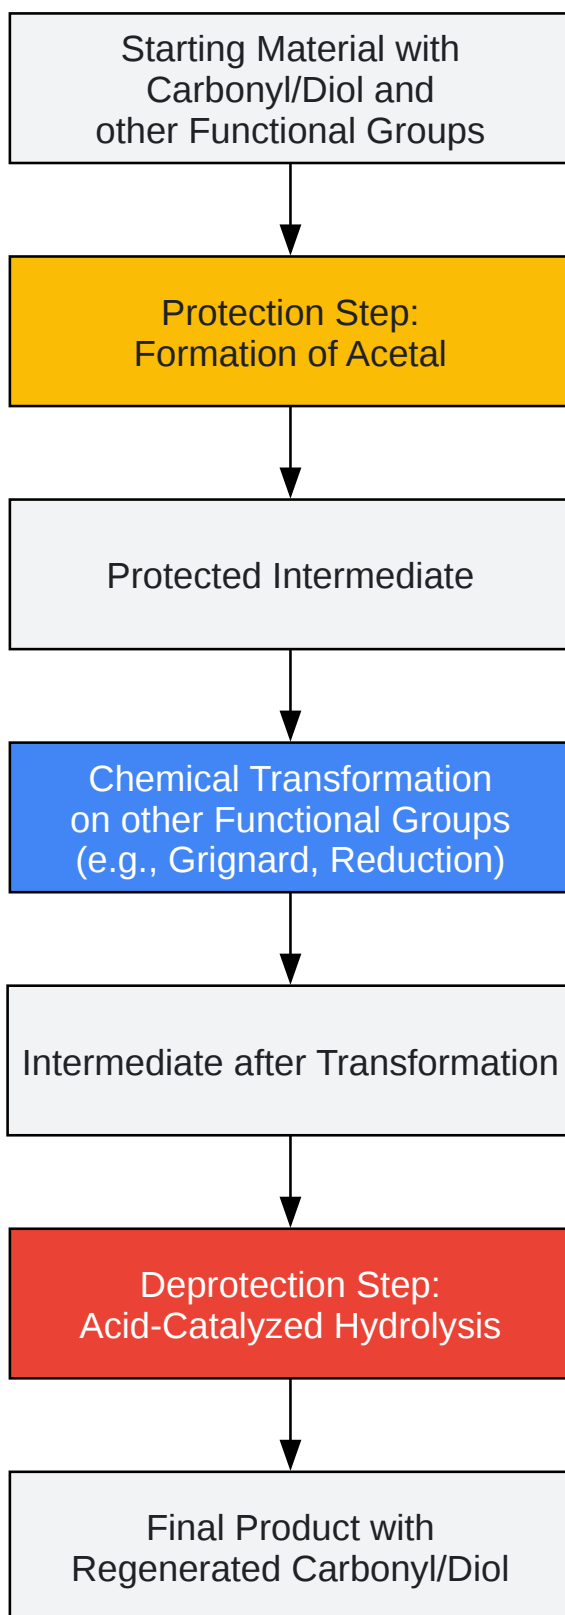 Starting Material with
Carbonyl/Diol and
other Functional Groups
Protection Step:
Formation of Acetal
Protected Intermediate
Chemical Transformation
on other Functional Groups
(e.g., Grignard, Reduction)
Intermediate after Transformation
Deprotection Step:
Acid-Catalyzed Hydrolysis
Final Product with
Regenerated Carbonyl/Diol